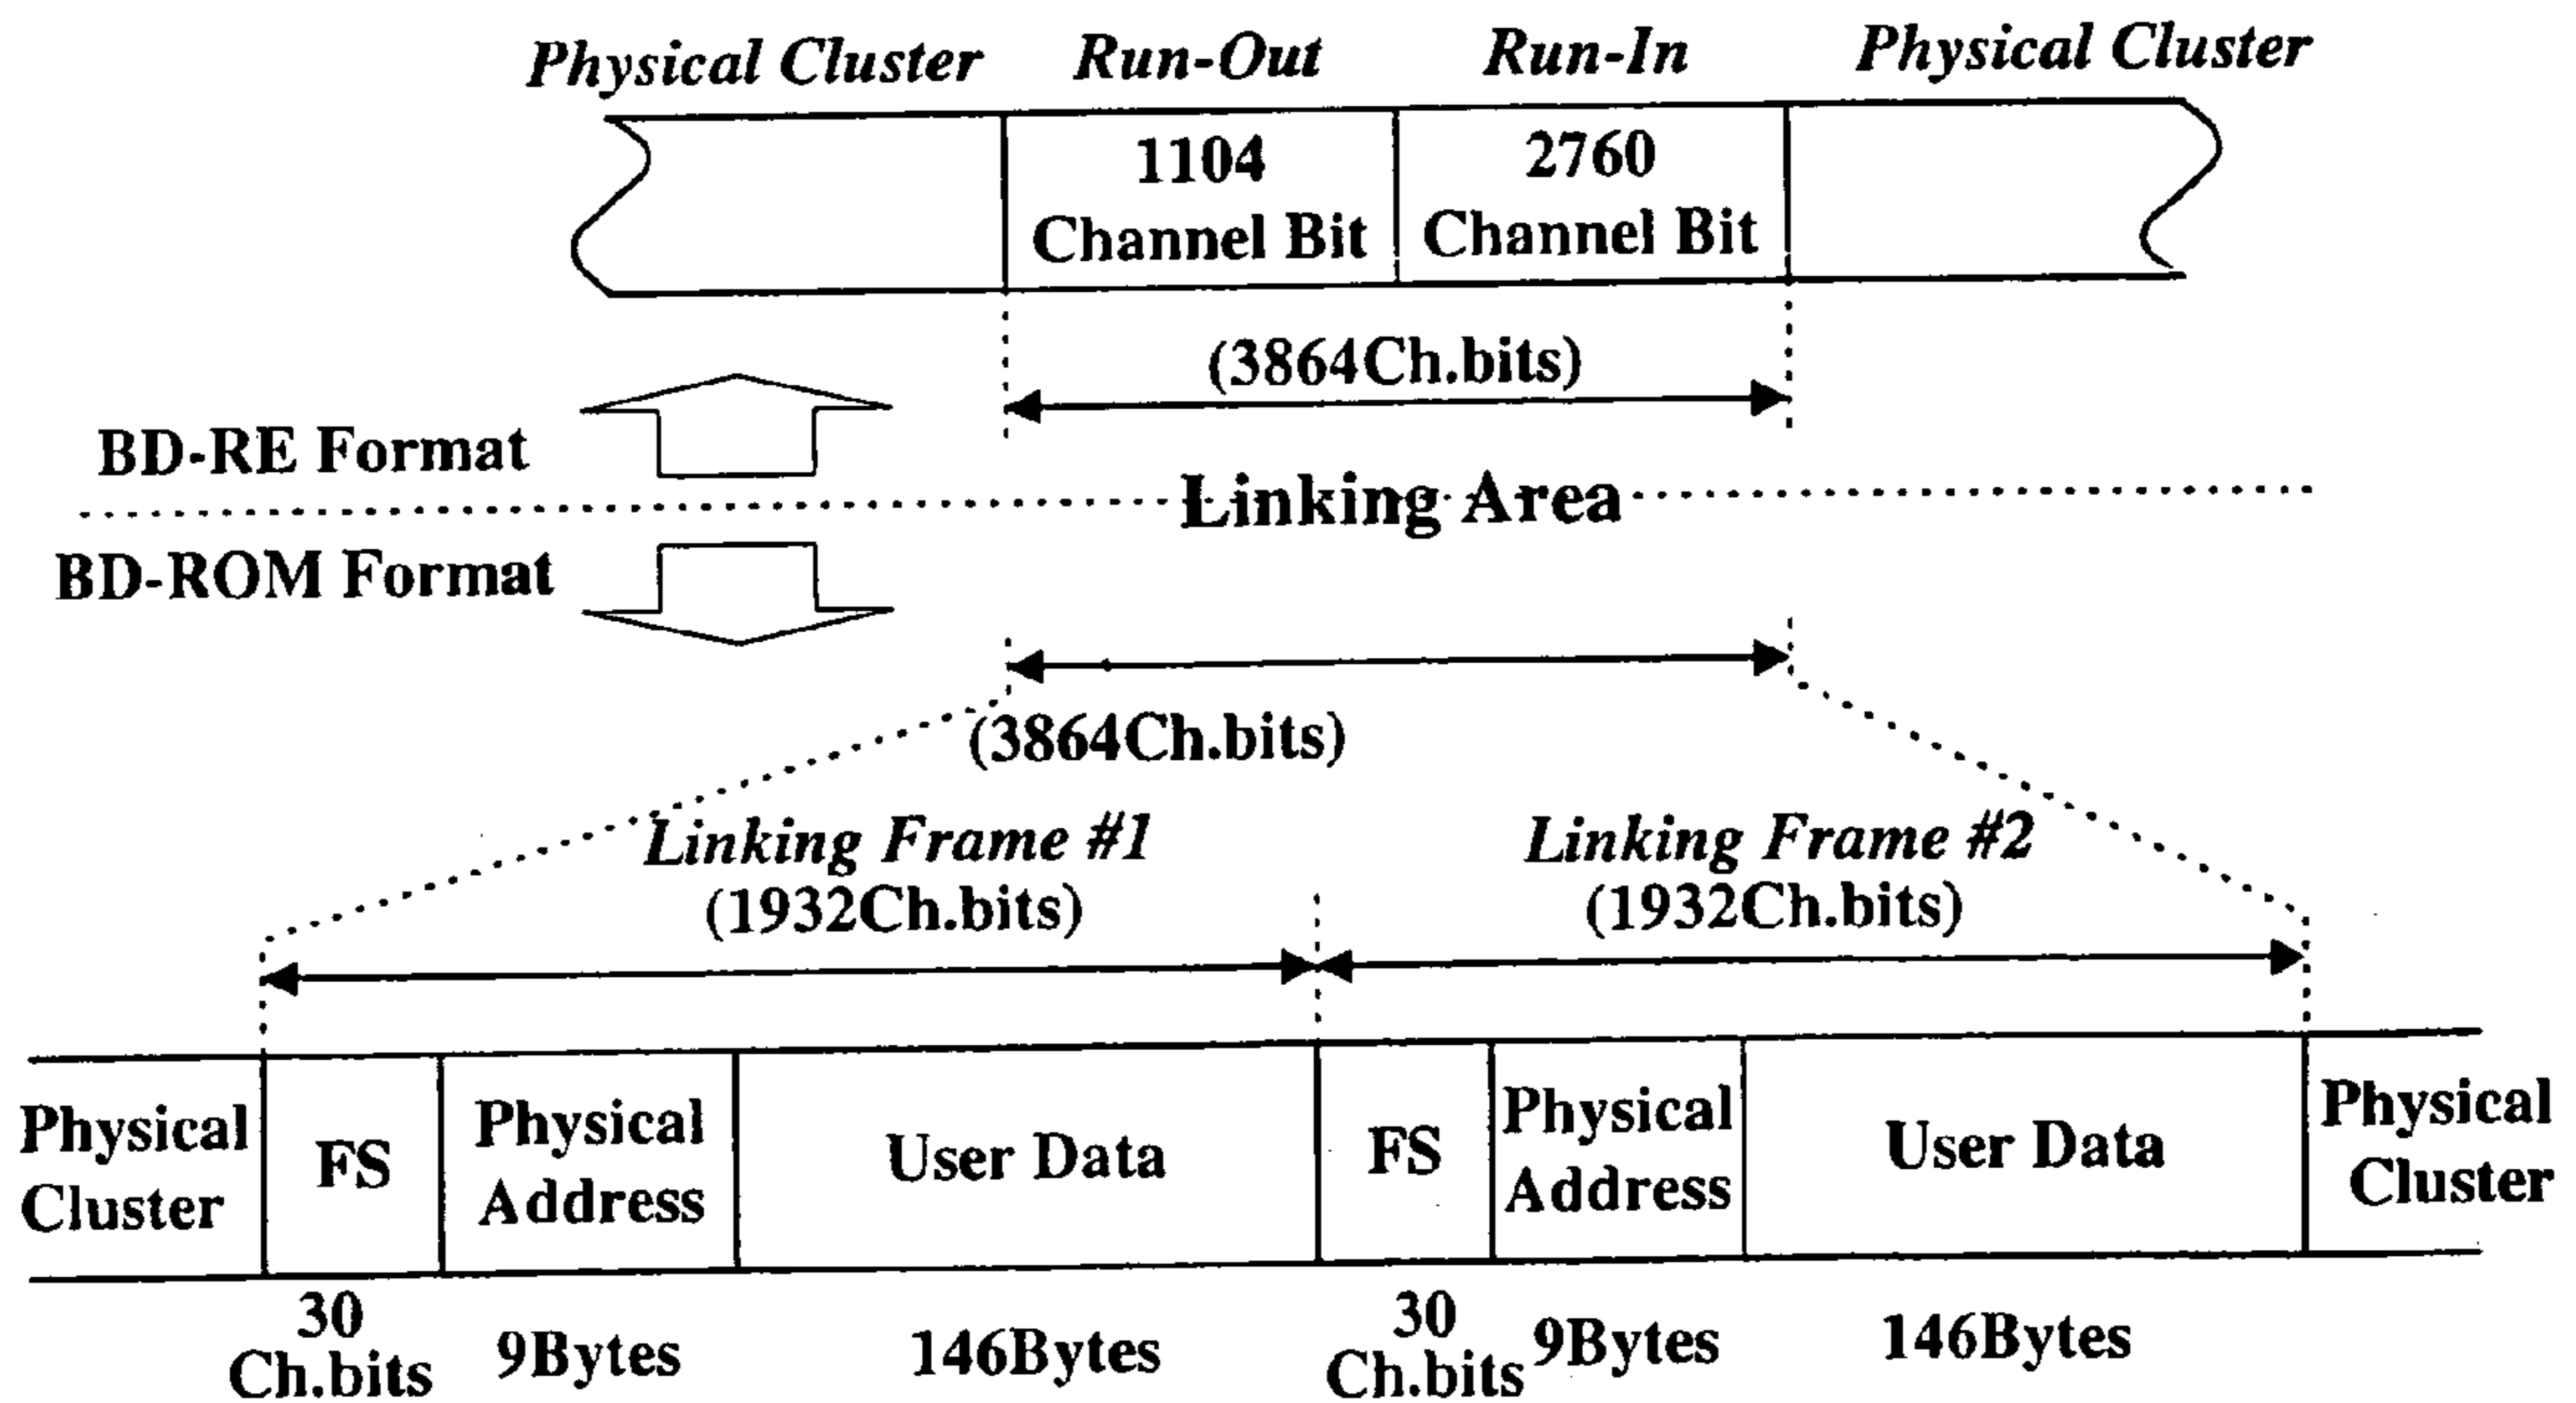 Physical Cluster Run-Out Run-In Physical Cluster
1104 2760
Channel Bit Channel Bit
(3864Ch.bits)
BD-RE Format
Linking Area
BD-ROM Format
(3864Ch.bits)
Linking Frame #1 Linking Frame #2
(1932Ch.bits) (1932Ch.bits)
Physical
Cluster
FS
Physical
Address
User Data
FS
Physical
Address
User Data
Physical
Cluster
30
Ch.bits
9Bytes
146Bytes
30
Ch.bits
9Bytes
146Bytes